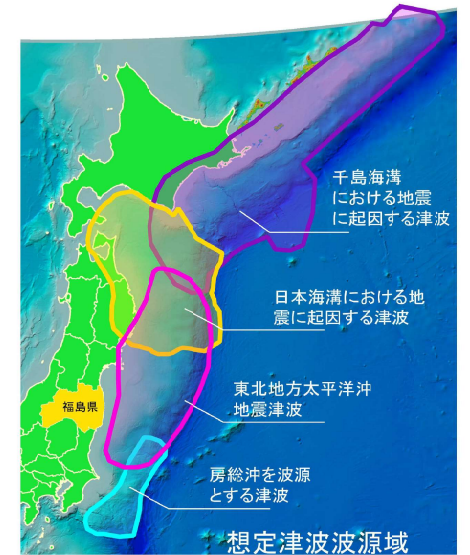 千島海溝
における地震
に起因する津波
日本海溝における地
震に起因する津波
東北地方太平洋沖
地震津波
福島県
房総沖を波源
とする津波
想定津波波源域